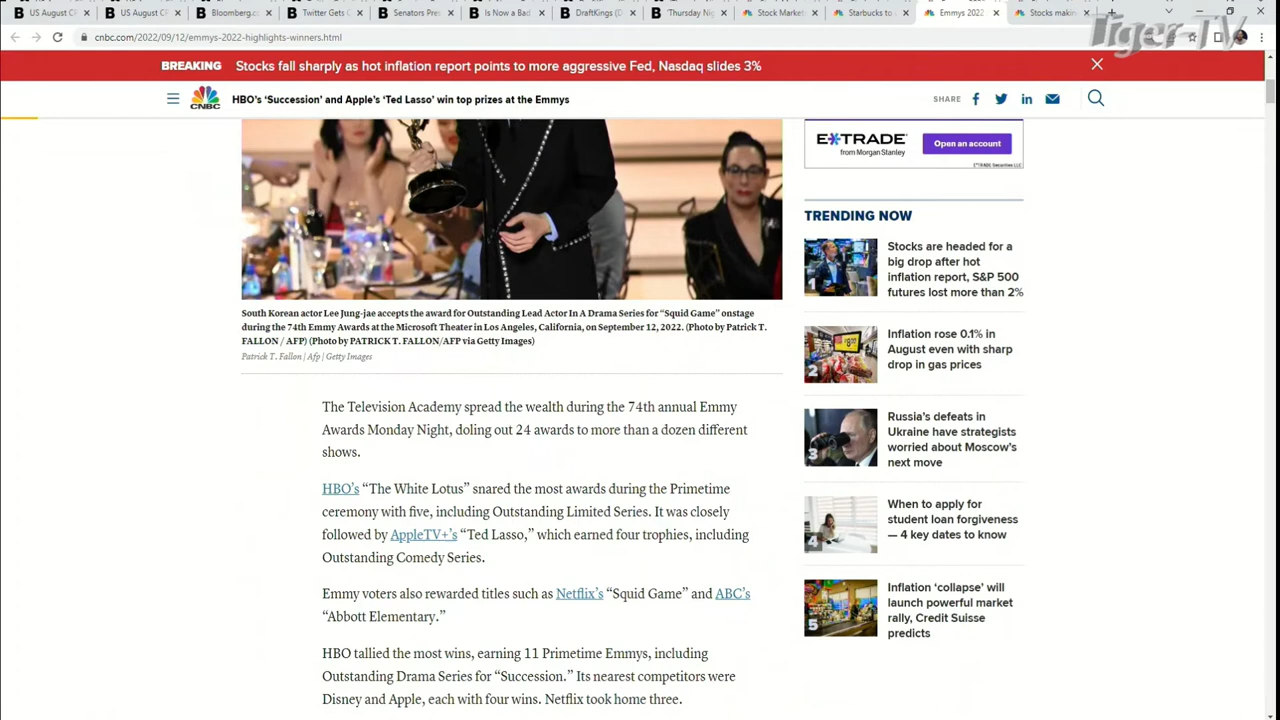 US August CP
US August CP
Bloomberg.co
Twitter Gets
Senators Pres
Is Now a Bad
DraftKings (D
'Thursday Nig
Stock Market
Starbucks to
Emmys 2022
Stocks makin
Tiger-TV
cnbc.com/2022/09/12/emmys-2022-highlights-winners.html
BREAKING Stocks fall sharply as hot inflation report points to more aggressive Fed, Nasdaq slides 3%
CNBC
HBO's 'Succession' and Apple's 'Ted Lasso' win top prizes at the Emmys
SHARE
E*TRADE
from Morgan Stanley
Open an account
E*TRADE Securities LLC
South Korean actor Lee Jung-jae accepts the award for Outstanding Lead Actor In A Drama Series for "Squid Game" onstage
during the 74th Emmy Awards at the Microsoft Theater in Los Angeles, California, on September 12, 2022. (Photo by Patrick T.
FALLON / AFP) (Photo by PATRICK T. FALLON/AFP via Getty Images)
Patrick T. Fallon | Afp | Getty Images
The Television Academy spread the wealth during the 74th annual Emmy
Awards Monday Night, doling out 24 awards to more than a dozen different
shows.
HBO's "The White Lotus" snared the most awards during the Primetime
ceremony with five, including Outstanding Limited Series. It was closely
followed by AppleTV+'s "Ted Lasso," which earned four trophies, including
Outstanding Comedy Series.
Emmy voters also rewarded titles such as Netflix's "Squid Game" and ABC's
"Abbott Elementary."
HBO tallied the most wins, earning 11 Primetime Emmys, including
Outstanding Drama Series for "Succession." Its nearest competitors were
Disney and Apple, each with four wins. Netflix took home three.
TRENDING NOW
1
Stocks are headed for a
big drop after hot
inflation report, S&P 500
futures lost more than 2%
2
Inflation rose 0.1% in
August even with sharp
drop in gas prices
3
Russia's defeats in
Ukraine have strategists
worried about Moscow's
next move
4
When to apply for
student loan forgiveness
— 4 key dates to know
5
Inflation 'collapse' will
launch powerful market
rally, Credit Suisse
predicts